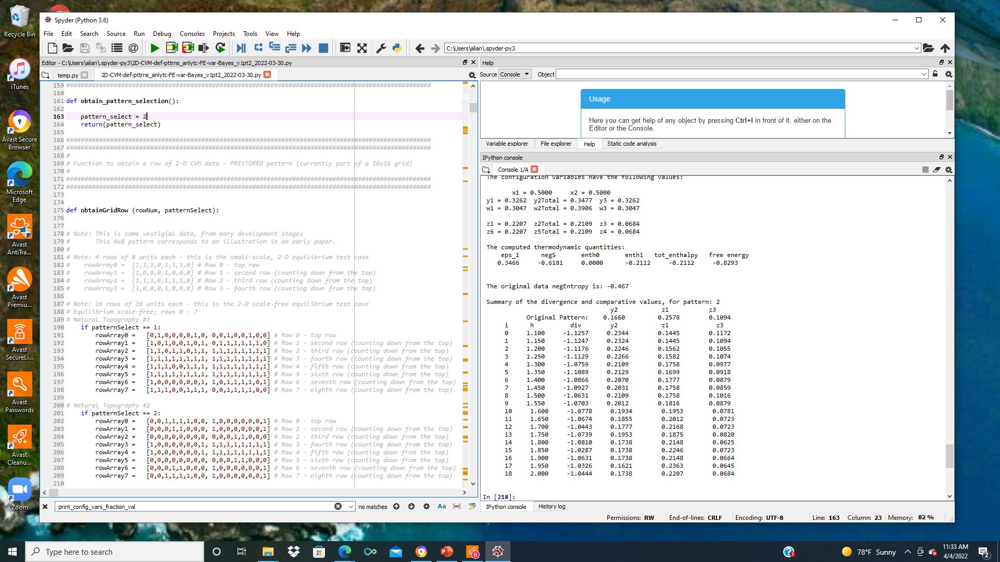 Recycle Bin
iTunes
Avast Secure
Browser
Microsoft
Edge
Avast
AntiTra...
Avast
Premiu...
Avast
SecureLi...
Avast
Passwords
Avast
Cleanu...
Zoom
Spyder (Python 3.6)
File Edit Search Source Run Debug Consoles Projects Tools View Help
C:\Users\alian\.spyder-py3
Editor - C:\Users\alian\.spyder-py3\2D-CVM-def-pttrns_anlytc-FE-var-Bayes_v1pt2_2022-03-30.py
temp.py 2D-CVM-def-pttrns_anlytc-FE-var-Bayes_v1pt2_2022-03-30.py
159 ####################################################################################################
160
161 def obtain_pattern_selection():
162
163     pattern_select = 2
164     return(pattern_select)
165
166 ####################################################################################################
167 ####################################################################################################
168 #
169 # Function to obtain a row of 2-D CVM data - PRESTORED pattern (currently part of a 16x16 grid)
170 #
171 ####################################################################################################
172 ####################################################################################################
173
174
175 def obtainGridRow (rowNum, patternSelect):
176
177
178 # Note: This is some vestigial data, from eary development stages
179 #       This 4x8 pattern corresponds to an illustration in an early paper.
180 #
181 # Note: 4 rows of 8 units each - this is the small-scale, 2-D equilibrium test case
182 #    rowArray0 =  [1,1,1,0,1,1,1,0] # Row 0 - top row
183 #    rowArray1 =  [1,0,0,0,1,0,0,0] # Row 1 - second row (counting down from the top)
184 #    rowArray2 =  [1,1,1,0,1,1,1,0] # Row 2 - third row (counting down from the top)
185 #    rowArray3 =  [1,0,0,0,1,0,0,0] # Row 3 - fourth row (counting down from the top)
186
187 # Note: 16 rows of 16 units each - this is the 2-D scale-free equilibrium test case
188 # Equilibrium scale-free; rows 0 - 7
189 # Natural Topography #1
190     if patternSelect == 1:
191         rowArray0 =   [0,1,0,0,0,0,1,0, 0,0,1,0,0,1,0,0] # Row 0 - top row
192         rowArray1 =   [1,0,1,0,0,1,0,1, 0,1,1,1,1,1,1,0] # Row 1 - second row (counting down from the top)
193         rowArray2 =   [1,1,0,1,1,0,1,1, 1,1,1,1,1,1,1,1] # Row 2 - third row (counting down from the top)
194         rowArray3 =   [1,1,1,1,1,1,1,1, 1,1,1,1,1,1,1,1] # Row 3 - fourth row (counting down from the top)
195         rowArray4 =   [1,1,1,0,0,1,1,1, 1,1,1,1,1,1,1,1] # Row 4 - fifth row (counting down from the top)
196         rowArray5 =   [1,1,1,1,1,1,1,1, 1,1,1,1,1,1,1,1] # Row 5 - sixth row (counting down from the top)
197         rowArray6 =   [1,0,0,0,0,0,0,1, 1,0,1,1,1,1,0,1] # Row 6 - seventh row (counting down from the top)
198         rowArray7 =   [1,1,1,0,0,1,1,1, 0,0,1,1,1,1,0,0] # Row 7 - eighth row (counting down from the top)
199
200 # Natural Topography #2
201     if patternSelect == 2:
202         rowArray0 =   [0,0,1,1,1,1,0,0, 1,0,0,0,0,0,0,1] # Row 0 - top row
203         rowArray1 =   [0,0,0,1,1,0,0,0, 1,0,0,0,0,0,0,1] # Row 1 - second row (counting down from the top)
204         rowArray2 =   [0,0,0,0,0,0,0,0, 0,0,0,1,1,0,0,0] # Row 2 - third row (counting down from the top)
205         rowArray3 =   [1,0,0,0,0,0,0,1, 1,1,1,1,1,1,1,1] # Row 3 - fourth row (counting down from the top)
206         rowArray4 =   [1,0,0,0,0,0,0,1, 1,1,1,1,1,1,1,1] # Row 4 - fifth row (counting down from the top)
207         rowArray5 =   [0,0,0,0,0,0,0,0, 0,0,0,1,1,0,0,0] # Row 5 - sixth row (counting down from the top)
208         rowArray6 =   [0,0,0,1,1,0,0,0, 1,0,0,0,0,0,0,1] # Row 6 - seventh row (counting down from the top)
209         rowArray7 =   [0,0,1,1,1,1,0,0, 1,0,0,0,0,0,0,1] # Row 7 - eighth row (counting down from the top)
210
print_config_vars_fraction_val no matches Aa
Help
Source Console Object
Usage
Here you can get help of any object by pressing Ctrl+I in front of it, either on the
Editor or the Console.
Variable explorer File explorer Help Static code analysis
IPython console
Console 1/A
The configuration variables have the following values:
x1 = 0.5000 x2 = 0.5000
y1 = 0.3262 y2Total = 0.3477 y3 = 0.3262
w1 = 0.3047 w2Total = 0.3906 w3 = 0.3047
z1 = 0.2207 z2Total = 0.2109 z3 = 0.0684
z6 = 0.2207 z5Total = 0.2109 z4 = 0.0684
The computed thermodynamic quantities:
eps_1 negS enth0 enth1 tot_enthalpy free energy
0.3466 -0.6181 0.0000 -0.2112 -0.2112 -0.8293
The original data negEntropy is: -0.467
Summary of the divergence and comparative values, for pattern: 2
y2 z1 z3
Original Pattern: 0.1660 0.2578 0.1094
i h div y2 z1 z3
0 1.100 -1.1257 0.2344 0.1445 0.1172
1 1.150 -1.1247 0.2324 0.1445 0.1094
2 1.200 -1.1176 0.2246 0.1562 0.1055
3 1.250 -1.1129 0.2266 0.1582 0.1074
4 1.300 -1.0759 0.2109 0.1758 0.0977
5 1.350 -1.1089 0.2129 0.1699 0.0918
6 1.400 -1.0866 0.2070 0.1777 0.0879
7 1.450 -1.0927 0.2031 0.1758 0.0859
8 1.500 -1.0631 0.2109 0.1758 0.1016
9 1.550 -1.0703 0.2012 0.1816 0.0879
10 1.600 -1.0778 0.1934 0.1953 0.0781
11 1.650 -1.0674 0.1855 0.2012 0.0723
12 1.700 -1.0443 0.1777 0.2168 0.0723
13 1.750 -1.0739 0.1953 0.1875 0.0820
14 1.800 -1.0810 0.1738 0.2148 0.0625
15 1.850 -1.0287 0.1738 0.2246 0.0723
16 1.900 -1.0631 0.1738 0.2148 0.0664
17 1.950 -1.0326 0.1621 0.2363 0.0645
18 2.000 -1.0444 0.1738 0.2207 0.0684
In [218]:
IPython console History log
Permissions: RW End-of-lines: CRLF Encoding: UTF-8 Line: 163 Column: 23 Memory: 82 %
Type here to search
6
78°F Sunny
11:33 AM
4/4/2022
2